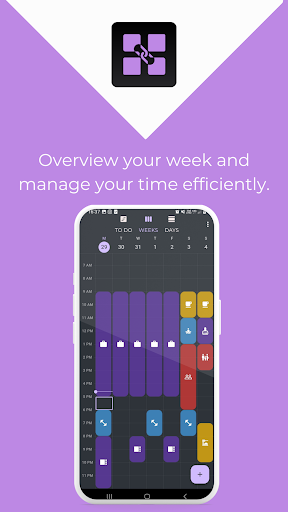 Overview your week and
manage your time efficiently.
15:37
TO DO WEEKS DAYS
M T W T F S S
29 30 31 1 2 3 4
7 AM
8 AM
9 AM
10 AM
11 AM
12 PM
1 PM
2 PM
3 PM
4 PM
5 PM
6 PM
7 PM
8 PM
9 PM
10 PM
11 PM
+